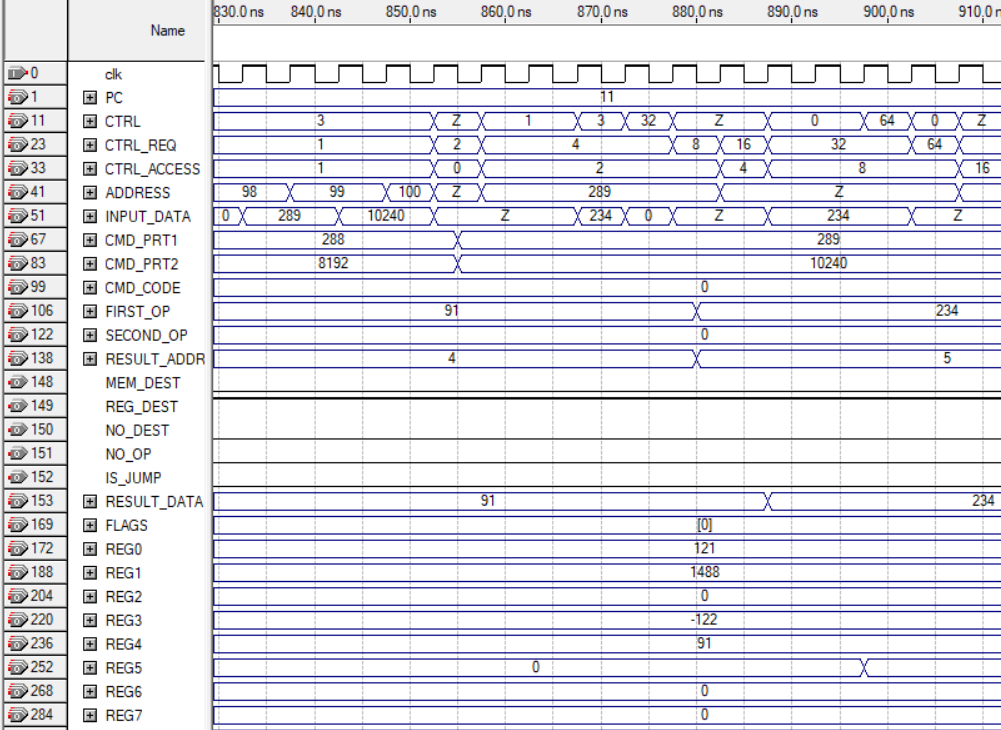 830.0 ns 840.0 ns 850.0 ns 860.0 ns 870.0 ns 880.0 ns 890.0 ns 900.0 ns 910.0 n
Name
0 clk
1 PC 11
11 CTRL 3 Z 1 3 32 Z 0 64 0 Z
23 CTRL_REQ 1 2 4 8 16 32 64
33 CTRL_ACCESS 1 0 2 4 8 16
41 ADDRESS 98 99 100 Z 289 Z
51 INPUT_DATA 0 289 10240 Z 234 0 Z 234 Z
67 CMD_PRT1 288 289
83 CMD_PRT2 8192 10240
99 CMD_CODE 0
106 FIRST_OP 91 234
122 SECOND_OP 0
138 RESULT_ADDR 4 5
148 MEM_DEST
149 REG_DEST
150 NO_DEST
151 NO_OP
152 IS_JUMP
153 RESULT_DATA 91 234
169 FLAGS [0]
172 REG0 121
188 REG1 1488
204 REG2 0
220 REG3 -122
236 REG4 91
252 REG5 0
268 REG6 0
284 REG7 0